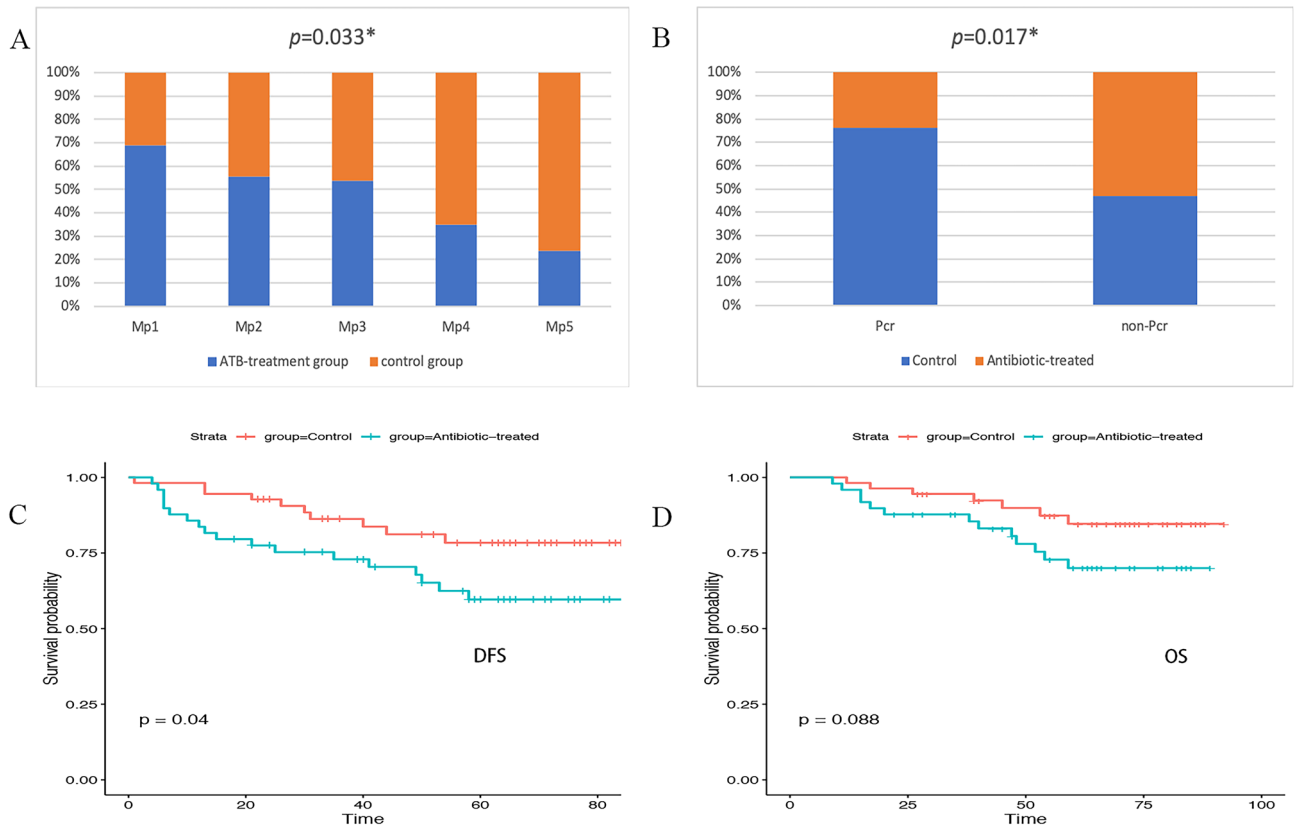 A
p=0.033*
100%
90%
80%
70%
60%
50%
40%
30%
20%
10%
0%
Mp1 Mp2 Mp3 Mp4 Mp5
ATB-treatment group control group
B
p=0.017*
100%
90%
80%
70%
60%
50%
40%
30%
20%
10%
0%
Pcr non-Pcr
Control Antibiotic-treated
C
Strata group=Control group=Antibiotic-treated
Survival probability
1.00
0.75
0.50
0.25
0.00
DFS
p = 0.04
0 20 40 60 80
Time
D
Strata group=Control group=Antibiotic-treated
Survival probability
1.00
0.75
0.50
0.25
0.00
OS
p = 0.088
0 25 50 75 100
Time